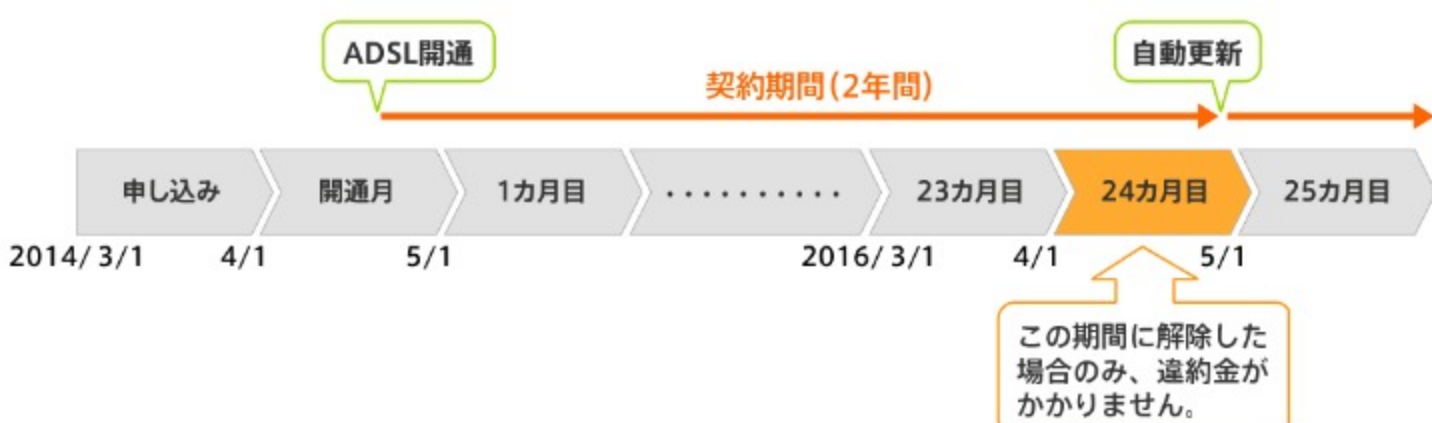 ADSL開通
自動更新
契約期間(2年間)
申し込み
開通月
1カ月目
··········
23カ月目
24カ月目
25カ月目
2014/ 3/1
4/1
5/1
2016/ 3/1
4/1
5/1
この期間に解除した
場合のみ、違約金が
かかりません。